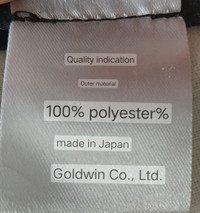 Quality indication
Outer material
100% polyester%
made in Japan
Goldwin Co., Ltd.